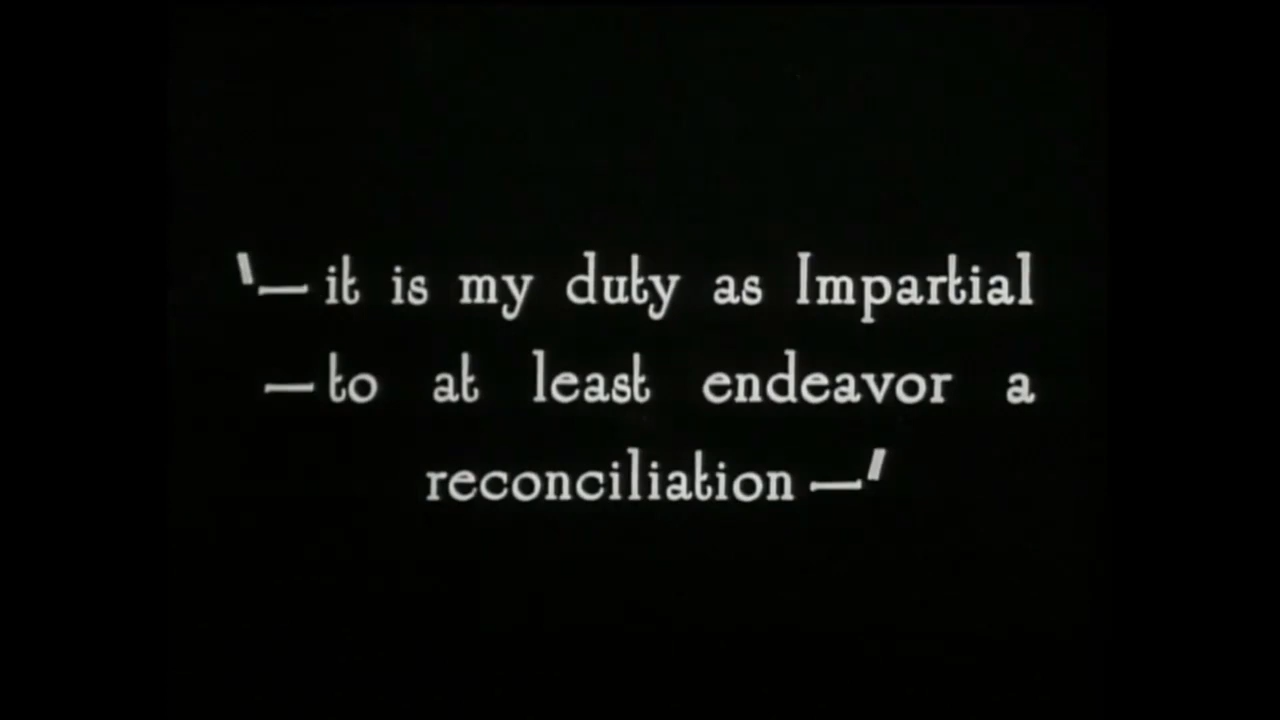 '— it is my duty as Impartial
— to at least endeavor a
reconciliation —'